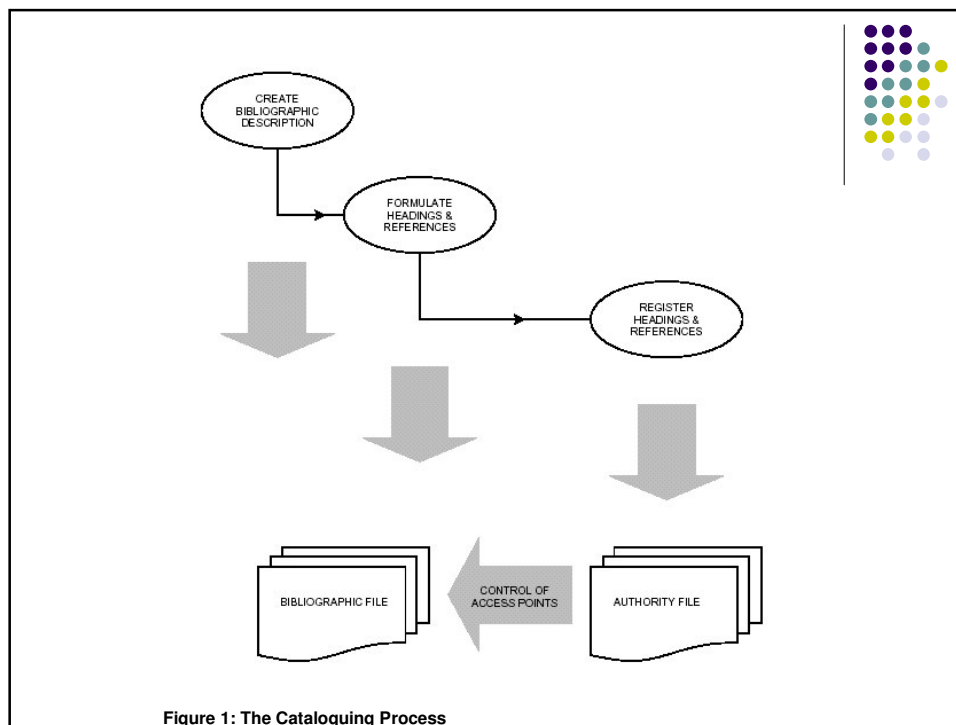 CREATE
BIBLIOGRAPHIC
DESCRIPTION
FORMULATE
HEADINGS &
REFERENCES
REGISTER
HEADINGS &
REFERENCES
BIBLIOGRAPHIC FILE
CONTROL OF
ACCESS POINTS
AUTHORITY FILE
Figure 1: The Cataloguing Process